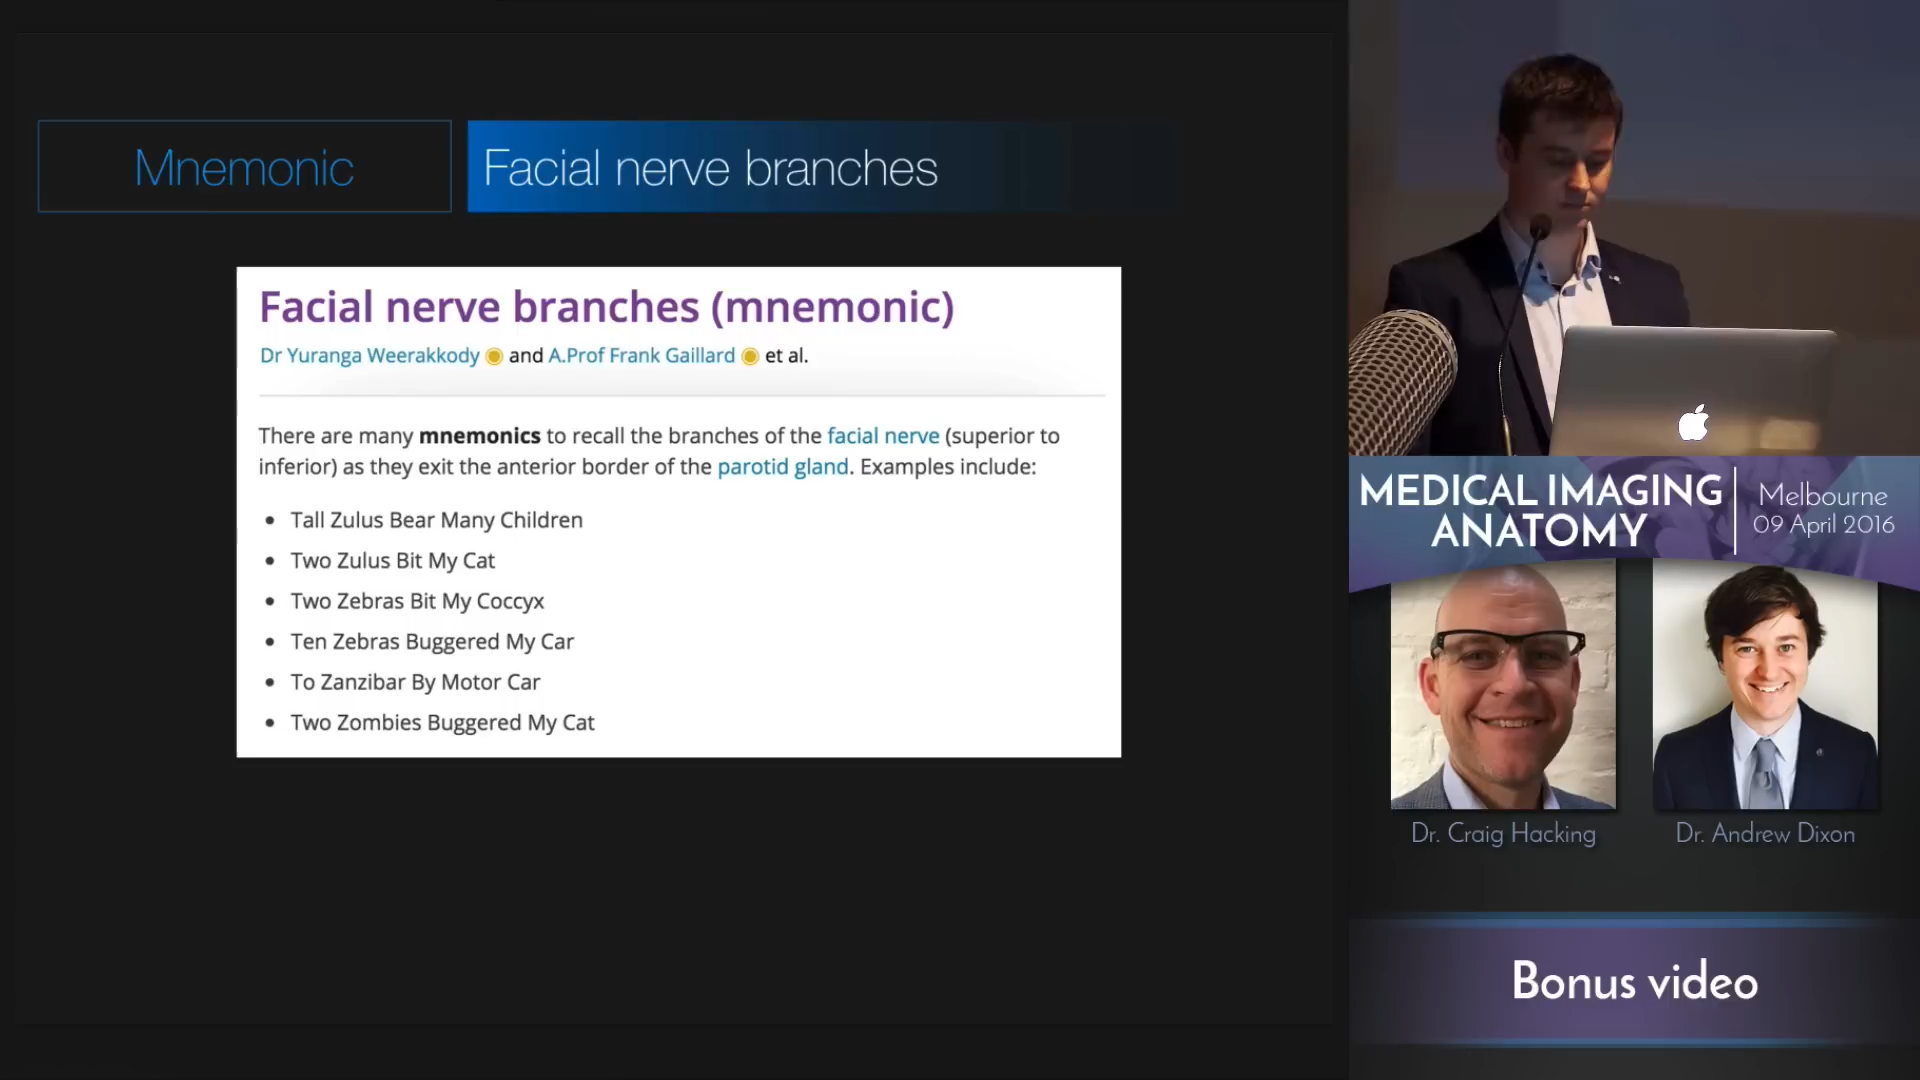 Mnemonic
Facial nerve branches
Facial nerve branches (mnemonic)
Dr Yuranga Weerakkody and A.Prof Frank Gaillard et al.
There are many mnemonics to recall the branches of the facial nerve (superior to
inferior) as they exit the anterior border of the parotid gland. Examples include:
• Tall Zulus Bear Many Children
• Two Zulus Bit My Cat
• Two Zebras Bit My Coccyx
• Ten Zebras Buggered My Car
• To Zanzibar By Motor Car
• Two Zombies Buggered My Cat
MEDICAL IMAGING
ANATOMY
Melbourne
09 April 2016
Dr. Craig Hacking
Dr. Andrew Dixon
Bonus video